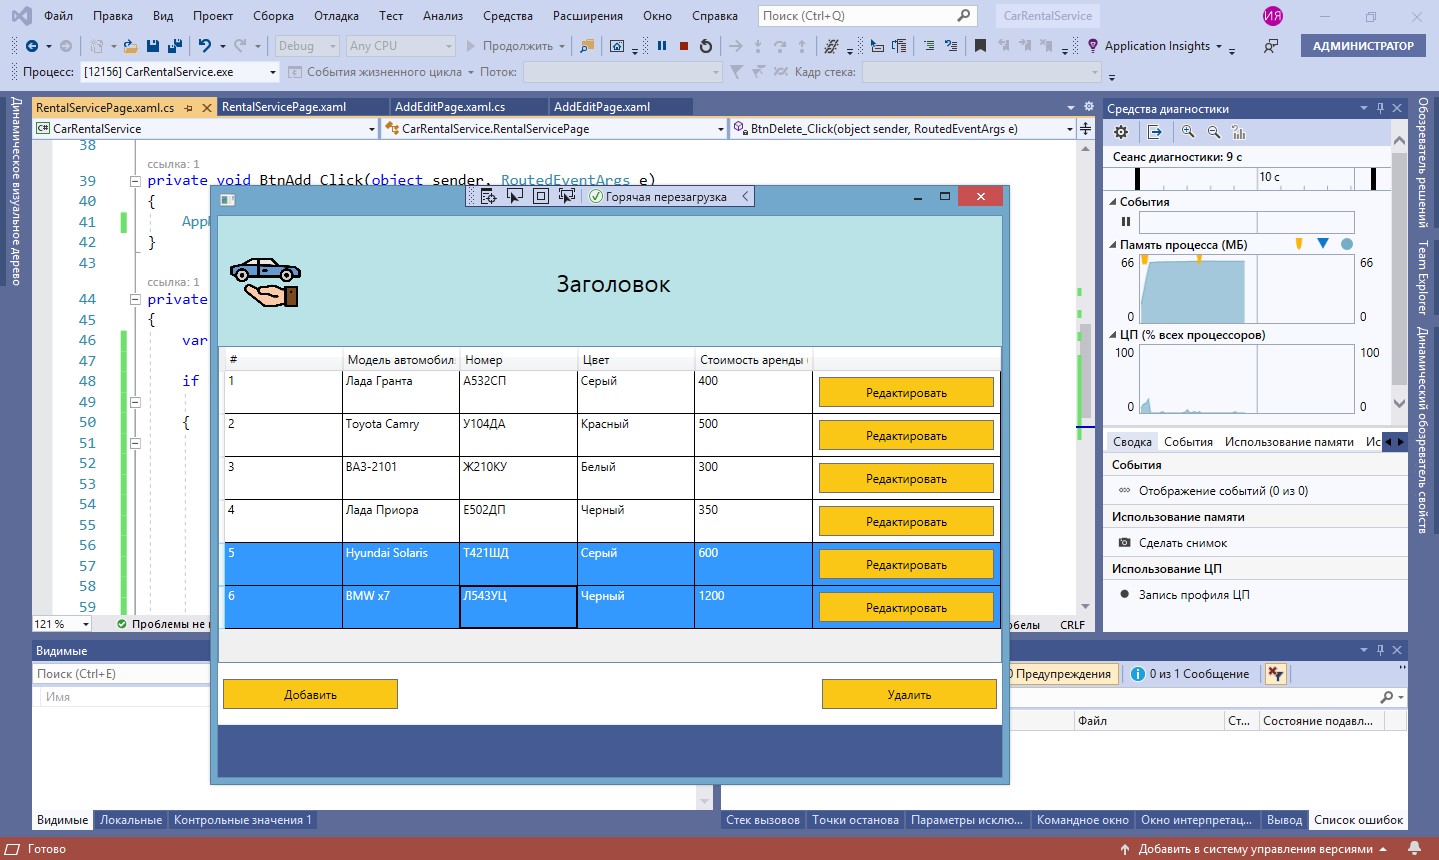 Файл Правка Вид Проект Сборка Отладка Тест Анализ Средства Расширения Окно Справка Поиск (Ctrl+Q) CarRentalService ИЯ
Debug Any CPU Продолжить Application Insights АДМИНИСТРАТОР
Процесс: [12156] CarRentalService.exe События жизненного цикла Поток: Кадр стека:
Динамическое визуальное дерево
RentalServicePage.xaml.cs RentalServicePage.xaml AddEditPage.xaml.cs AddEditPage.xaml
CarRentalService CarRentalService.RentalServicePage BtnDelete_Click(object sender, RoutedEventArgs e)
38
ссылка: 1
39 private void BtnAdd_Click(object sender, RoutedEventArgs e)
40 {
41 App
42 }
43
ссылка: 1
44 private
45 {
46 var
47
48 if
49
50 {
51
52
53
54
55
56
57
58
59
121 % Проблемы не
обелы CRLF
Горячая перезагрузка
Заголовок
# Модель автомобил Номер Цвет Стоимость аренды
1 Лада Гранта А532СП Серый 400 Редактировать
2 Toyota Camry У104ДА Красный 500 Редактировать
3 ВАЗ-2101 Ж210КУ Белый 300 Редактировать
4 Лада Приора Е502ДП Черный 350 Редактировать
5 Hyundai Solaris Т421ШД Серый 600 Редактировать
6 BMW x7 Л543УЦ Черный 1200 Редактировать
Добавить Удалить
Средства диагностики
Сеанс диагностики: 9 с
10 с
События
Память процесса (МБ)
66 66
0 0
ЦП (% всех процессоров)
100 100
0 0
Сводка События Использование памяти Ис
События
Отображение событий (0 из 0)
Использование памяти
Сделать снимок
Использование ЦП
Запись профиля ЦП
Обозреватель решений
Team Explorer
Динамический обозреватель свойств
Видимые
Поиск (Ctrl+E)
Имя
0 Предупреждения 0 из 1 Сообщение
Файл Ст... Состояние подавл...
Видимые Локальные Контрольные значения 1
Стек вызовов Точки останова Параметры исклю... Командное окно Окно интерпретац... Вывод Список ошибок
Готово Добавить в систему управления версиями